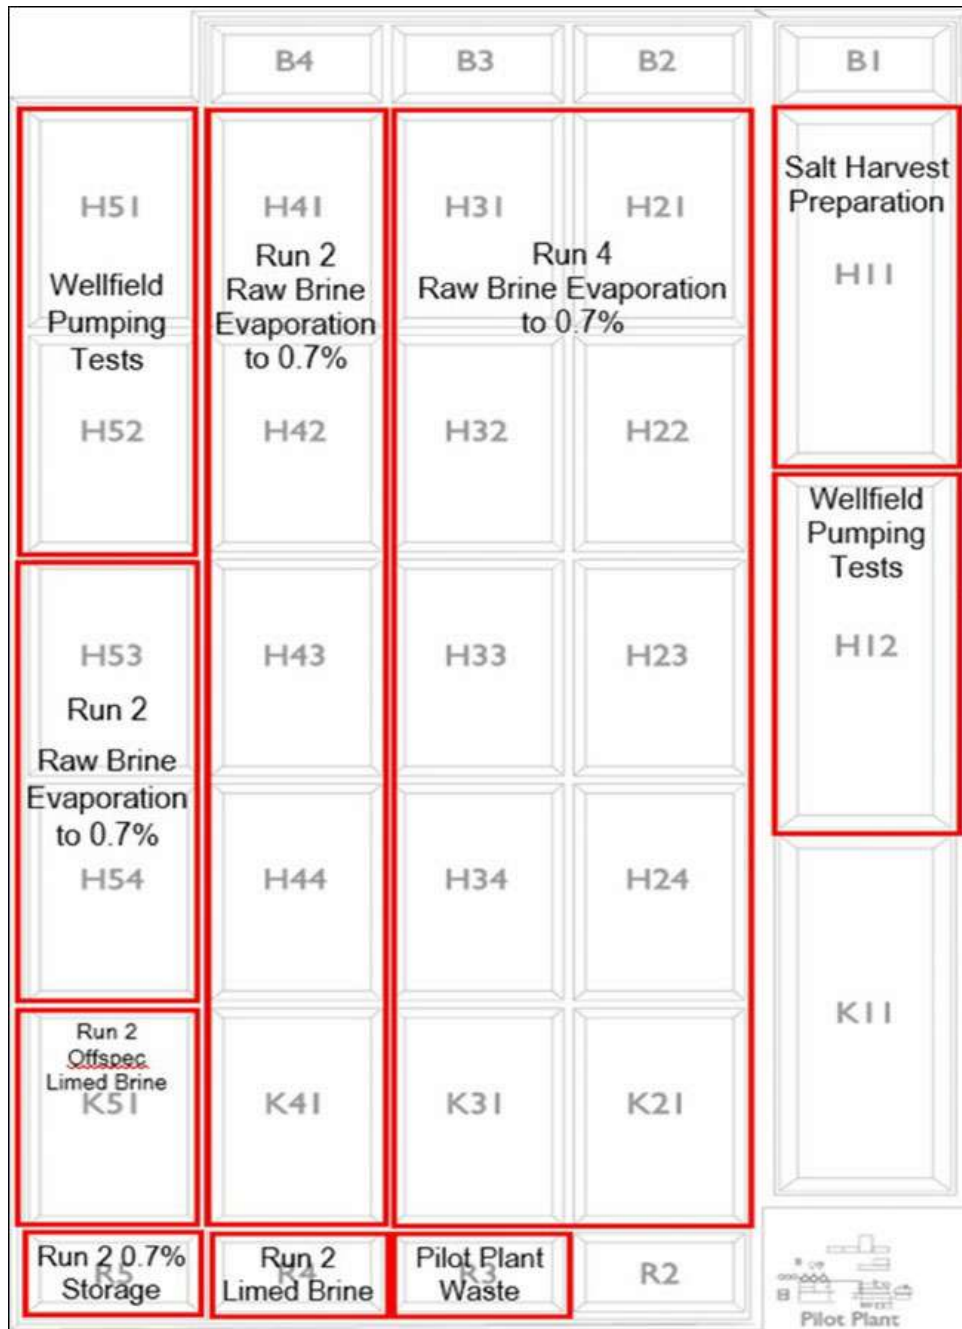 B4
B3
B2
B1
H51
H41
H31
H21
Salt Harvest
Preparation
H11
Wellfield
Pumping
Tests
Run 2
Raw Brine
Evaporation
to 0.7%
Run 4
Raw Brine Evaporation
to 0.7%
H52
H42
H32
H22
Wellfield
Pumping
Tests
H12
H53
H43
H33
H23
Run 2
Raw Brine
Evaporation
to 0.7%
H54
H44
H34
H24
K11
Run 2
Offspec
Limed Brine
K51
K41
K31
K21
Run 2 0.7%
Storage
R5
Run 2
Limed Brine
R4
Pilot Plant
Waste
R3
R2
Pilot Plant